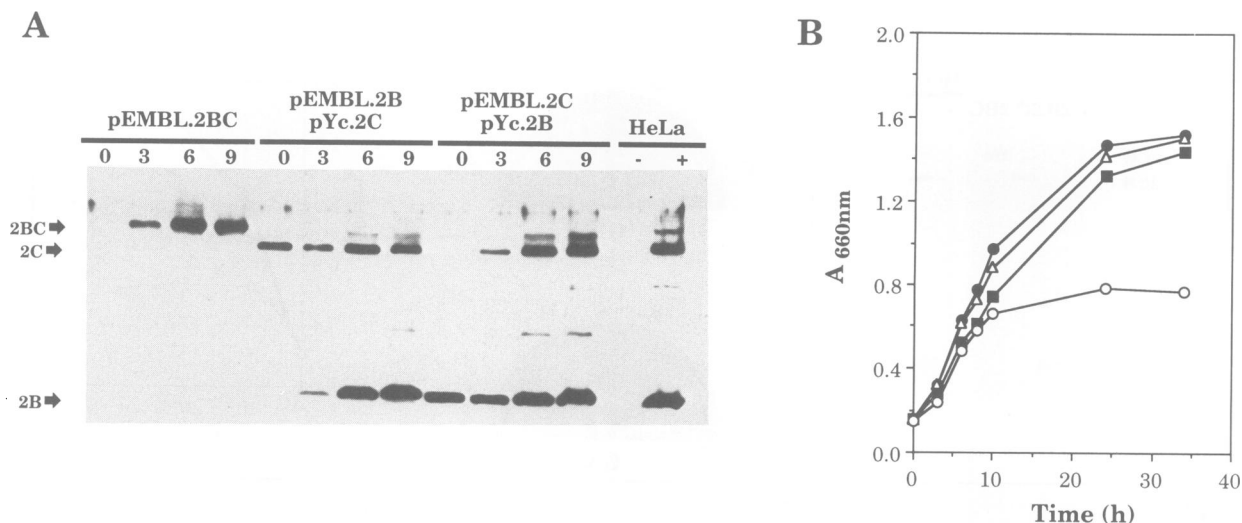 A
pEMBL.2BC
pEMBL.2B
pYc.2C
pEMBL.2C
pYc.2B
HeLa
0 3 6 9 0 3 6 9 0 3 6 9 - +
2BC
2C
2B
B
2.0
1.6
1.2
0.8
0.4
0.0
A 660nm
0 10 20 30 40
Time (h)